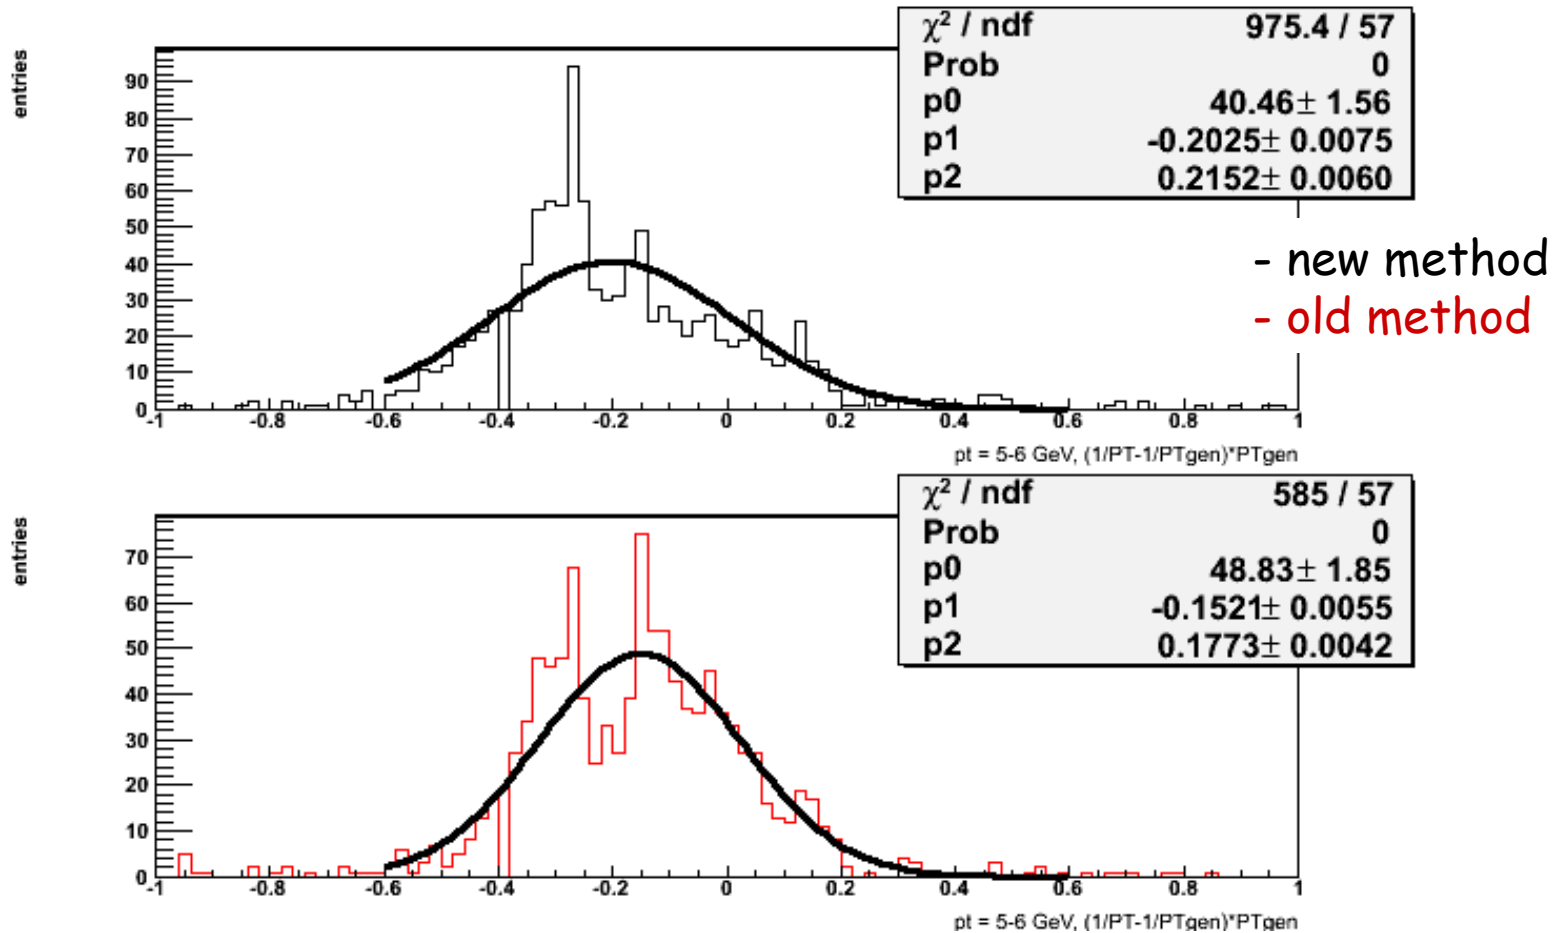 entries
χ² / ndf 975.4 / 57
Prob 0
p0 40.46± 1.56
p1 -0.2025± 0.0075
p2 0.2152± 0.0060
90
80
70
60
50
40
30
20
10
0
-1 -0.8 -0.6 -0.4 -0.2 0 0.2 0.4 0.6 0.8 1
pt = 5-6 GeV, (1/PT-1/PTgen)*PTgen
- new method
- old method
entries
χ² / ndf 585 / 57
Prob 0
p0 48.83± 1.85
p1 -0.1521± 0.0055
p2 0.1773± 0.0042
70
60
50
40
30
20
10
0
-1 -0.8 -0.6 -0.4 -0.2 0 0.2 0.4 0.6 0.8 1
pt = 5-6 GeV, (1/PT-1/PTgen)*PTgen